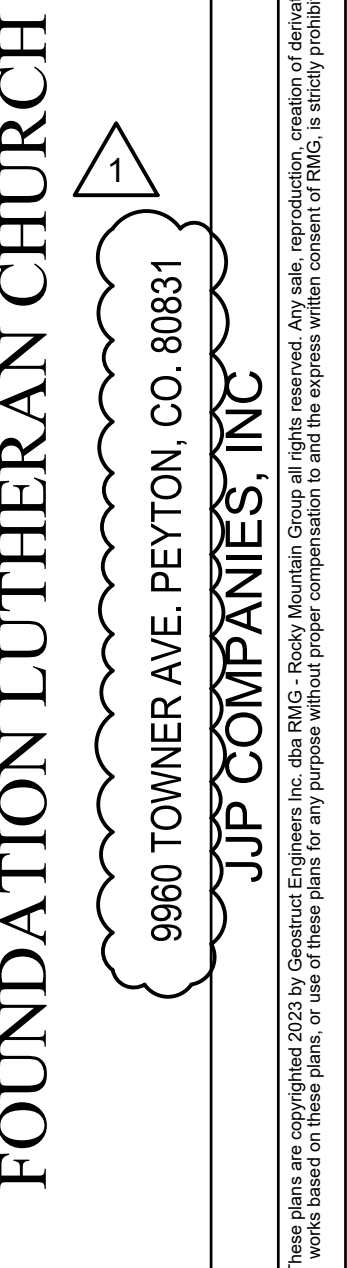 FOUNDATION LUTHERAN CHURCH
1
9960 TOWNER AVE. PEYTON, CO. 80831
JJP COMPANIES, INC
These plans are copyrighted 2023 by Geostruct Engineers Inc. dba RMG - Rocky Mountain Group all rights reserved. Any sale, reproduction, creation of
works based on these plans, or use of these plans for any purpose without proper compensation to and the express written consent of RMG, is strictly